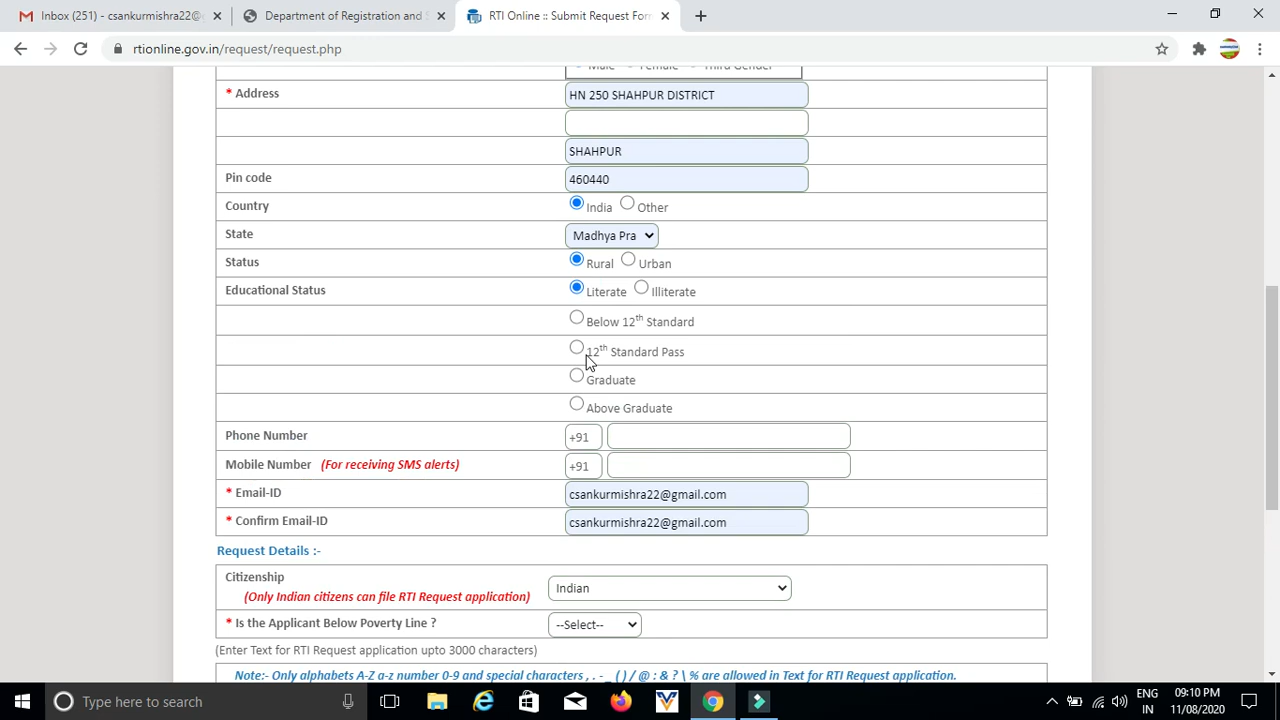 Inbox (251) - csankurmishra22@
Department of Registration and S
RTI Online :: Submit Request Form
rtionline.gov.in/request/request.php
Male Female Third Gender
* Address HN 250 SHAHPUR DISTRICT
SHAHPUR
Pin code 460440
Country India Other
State Madhya Pra
Status Rural Urban
Educational Status Literate Illiterate
Below 12th Standard
12th Standard Pass
Graduate
Above Graduate
Phone Number +91
Mobile Number (For receiving SMS alerts) +91
* Email-ID csankurmishra22@gmail.com
* Confirm Email-ID csankurmishra22@gmail.com
Request Details :-
Citizenship Indian
(Only Indian citizens can file RTI Request application)
* Is the Applicant Below Poverty Line ? --Select--
(Enter Text for RTI Request application upto 3000 characters)
Note:- Only alphabets A-Z a-z number 0-9 and special characters , . - _ ( ) / @ : & ? \ % are allowed in Text for RTI Request application.
Type here to search
ENG 09:10 PM
IN 11/08/2020